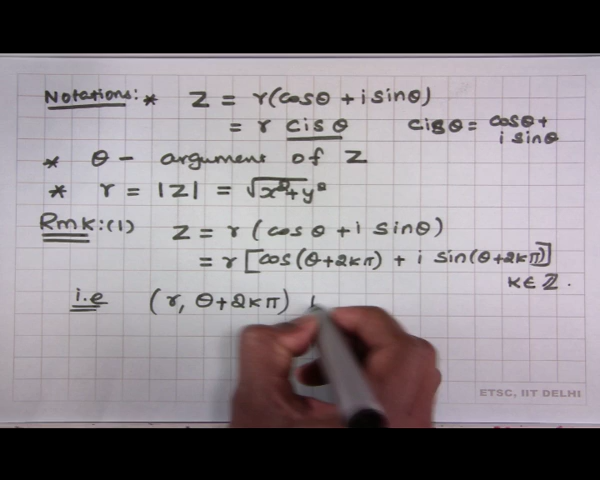 Notations: * Z = r(cosθ + i sinθ)
= r cisθ cisθ = cosθ + i sinθ
* θ - argument of Z
* r = |Z| = √x²+y²
Rmk:(1) Z = r (cosθ + i sinθ)
= r [cos(θ+2kπ) + i sin(θ+2kπ)]
k∈ℤ.
i.e (r, θ+2kπ)
ETSC, IIT DELHI